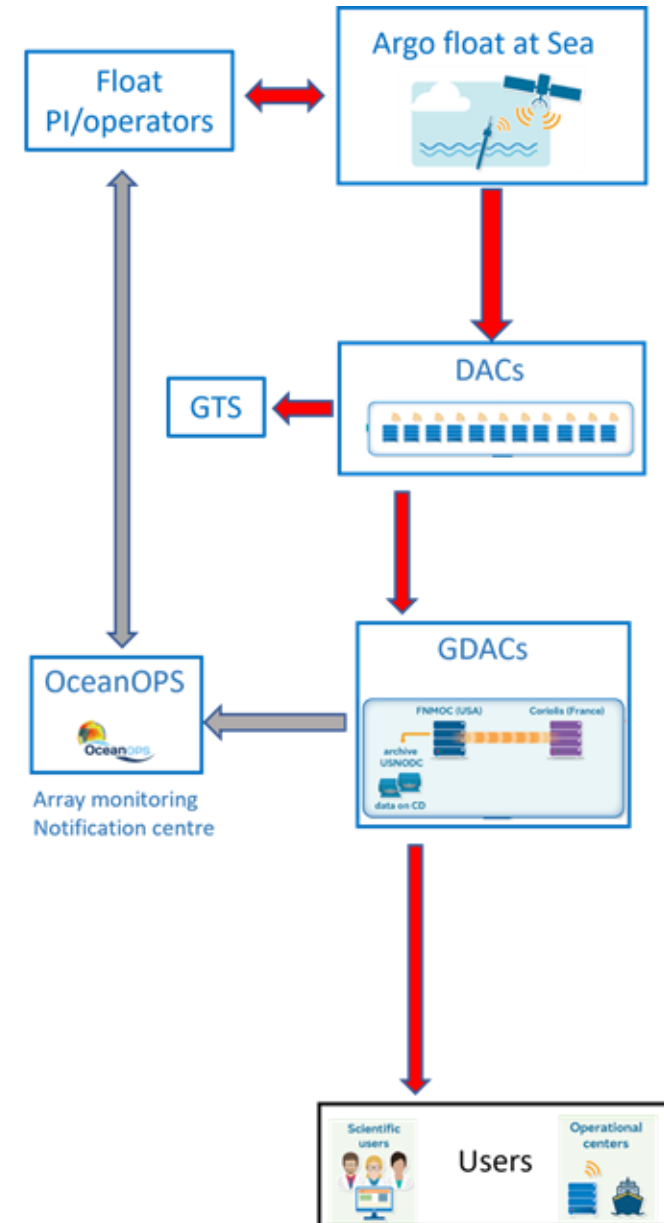 Argo float at Sea
Float
PI/operators
DACs
GTS
GDACs
FNMOC (USA)
Coriolis (France)
archive
USNODC
data on CD
OceanOPS
OceanOPS
Array monitoring
Notification centre
Scientific
users
Users
Operational
centers